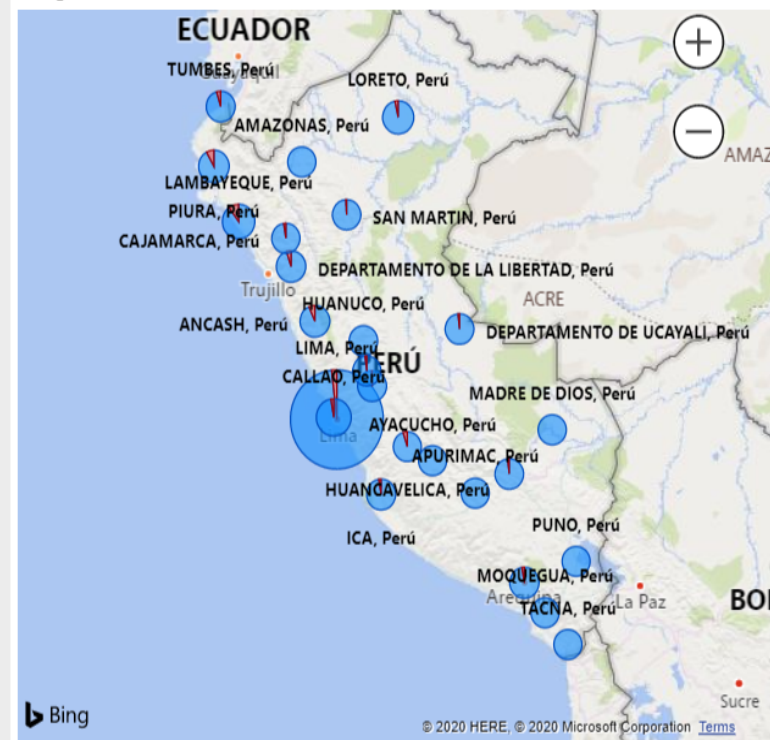 ECUADOR
TUMBES, Perú
LORETO, Perú
AMAZONAS, Perú
AMAZ
LAMBAYEQUE, Perú
PIURA, Perú
SAN MARTIN, Perú
CAJAMARCA, Perú
DEPARTAMENTO DE LA LIBERTAD, Perú
Trujillo
ACRE
HUANUCO, Perú
ANCASH, Perú
DEPARTAMENTO DE UCAYALI, Perú
LIMA, Perú
PERÚ
CALLAO, Perú
MADRE DE DIOS, Perú
AYACUCHO, Perú
Lima
APURIMAC, Perú
HUANCAVELICA, Perú
PUNO, Perú
ICA, Perú
MOQUEGUA, Perú
Arequipa
TACNA, Perú
La Paz
BOI
Sucre
Bing
© 2020 HERE, © 2020 Microsoft Corporation Terms